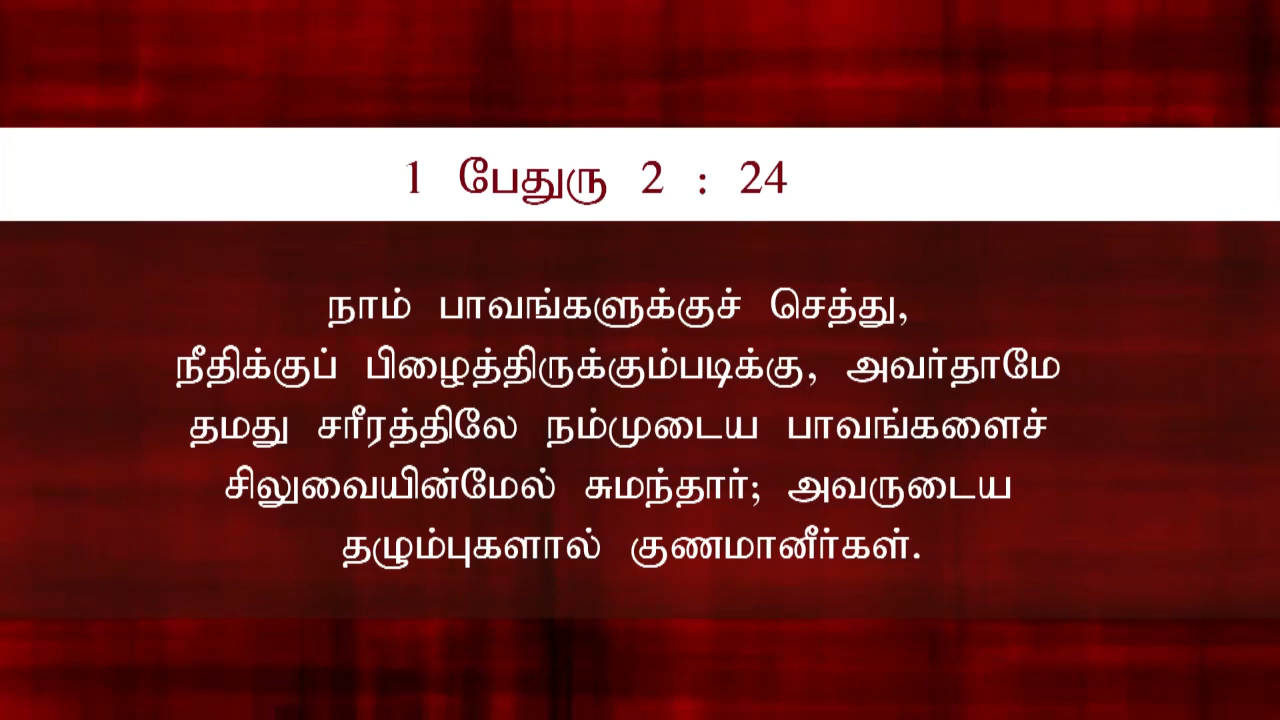 1 பேதுரு 2 : 24
நாம் பாவங்களுக்குச் செத்து,
நீதிக்குப் பிழைத்திருக்கும்படிக்கு, அவர்தாமே
தமது சரீரத்திலே நம்முடைய பாவங்களைச்
சிலுவையின்மேல் சுமந்தார்; அவருடைய
தழும்புகளால் குணமானீர்கள்.